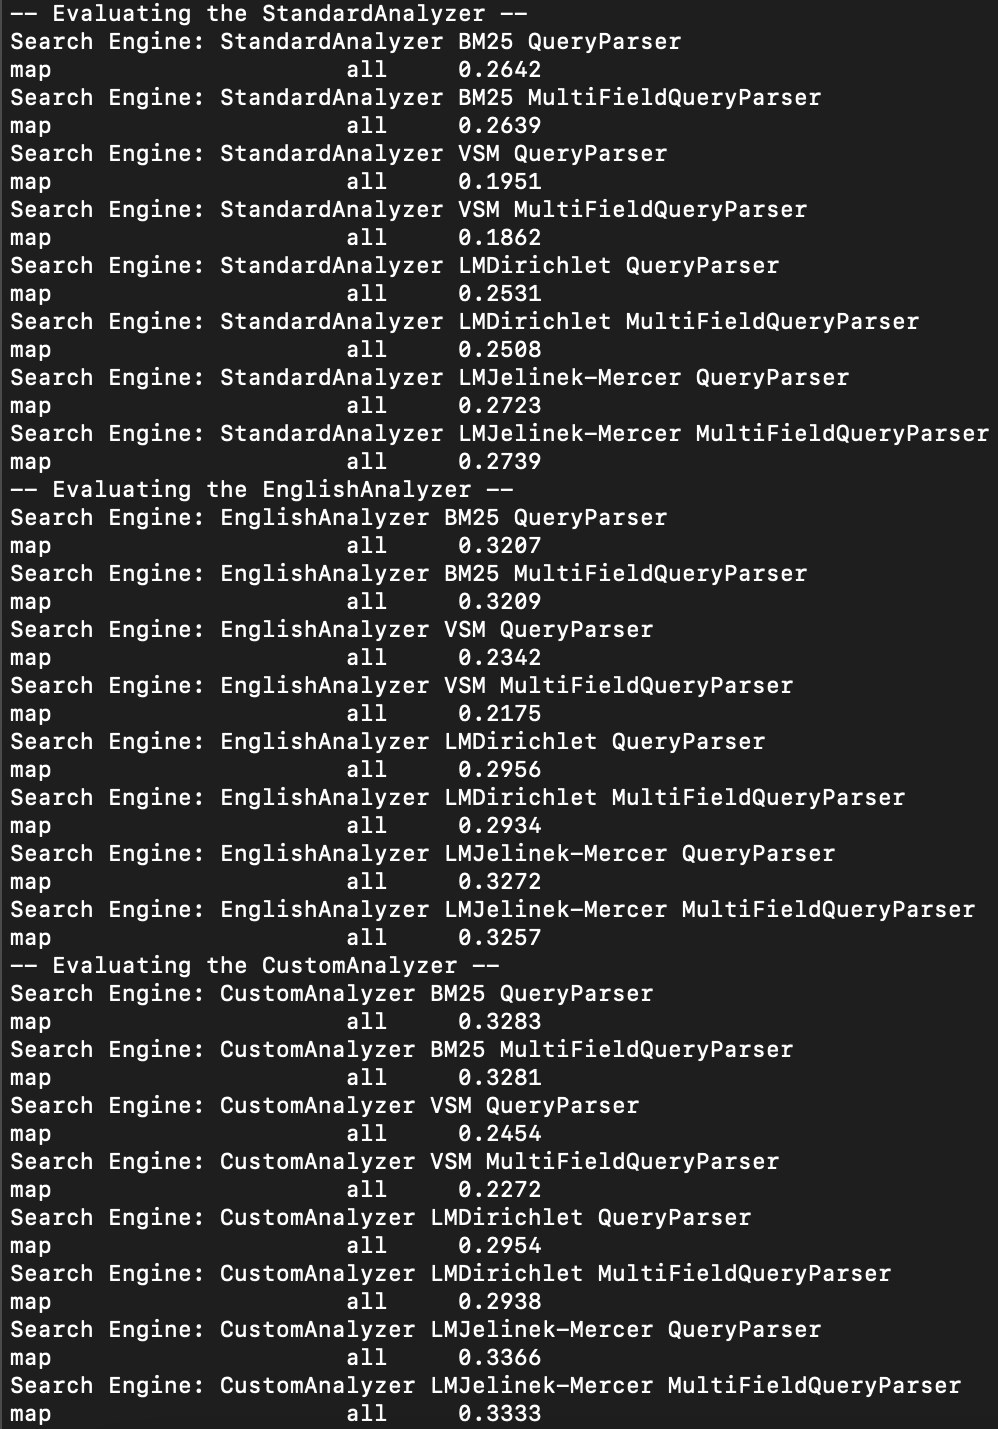 -- Evaluating the StandardAnalyzer --
Search Engine: StandardAnalyzer BM25 QueryParser
map                     all     0.2642
Search Engine: StandardAnalyzer BM25 MultiFieldQueryParser
map                     all     0.2639
Search Engine: StandardAnalyzer VSM QueryParser
map                     all     0.1951
Search Engine: StandardAnalyzer VSM MultiFieldQueryParser
map                     all     0.1862
Search Engine: StandardAnalyzer LMDirichlet QueryParser
map                     all     0.2531
Search Engine: StandardAnalyzer LMDirichlet MultiFieldQueryParser
map                     all     0.2508
Search Engine: StandardAnalyzer LMJelinek-Mercer QueryParser
map                     all     0.2723
Search Engine: StandardAnalyzer LMJelinek-Mercer MultiFieldQueryParser
map                     all     0.2739
-- Evaluating the EnglishAnalyzer --
Search Engine: EnglishAnalyzer BM25 QueryParser
map                     all     0.3207
Search Engine: EnglishAnalyzer BM25 MultiFieldQueryParser
map                     all     0.3209
Search Engine: EnglishAnalyzer VSM QueryParser
map                     all     0.2342
Search Engine: EnglishAnalyzer VSM MultiFieldQueryParser
map                     all     0.2175
Search Engine: EnglishAnalyzer LMDirichlet QueryParser
map                     all     0.2956
Search Engine: EnglishAnalyzer LMDirichlet MultiFieldQueryParser
map                     all     0.2934
Search Engine: EnglishAnalyzer LMJelinek-Mercer QueryParser
map                     all     0.3272
Search Engine: EnglishAnalyzer LMJelinek-Mercer MultiFieldQueryParser
map                     all     0.3257
-- Evaluating the CustomAnalyzer --
Search Engine: CustomAnalyzer BM25 QueryParser
map                     all     0.3283
Search Engine: CustomAnalyzer BM25 MultiFieldQueryParser
map                     all     0.3281
Search Engine: CustomAnalyzer VSM QueryParser
map                     all     0.2454
Search Engine: CustomAnalyzer VSM MultiFieldQueryParser
map                     all     0.2272
Search Engine: CustomAnalyzer LMDirichlet QueryParser
map                     all     0.2954
Search Engine: CustomAnalyzer LMDirichlet MultiFieldQueryParser
map                     all     0.2938
Search Engine: CustomAnalyzer LMJelinek-Mercer QueryParser
map                     all     0.3366
Search Engine: CustomAnalyzer LMJelinek-Mercer MultiFieldQueryParser
map                     all     0.3333